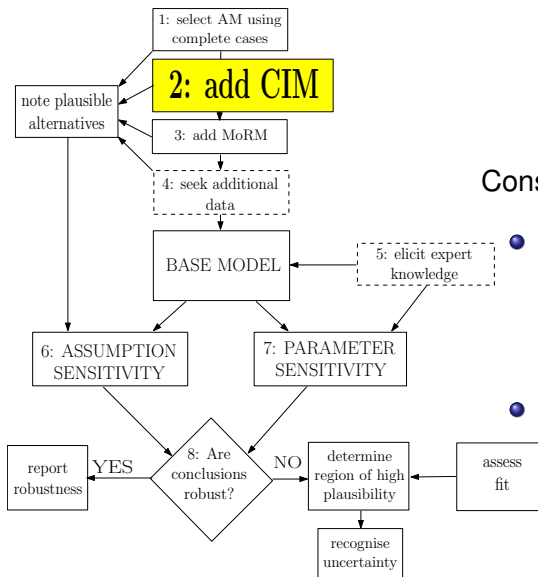 1: select AM using
complete cases
2: add CIM
note plausible
alternatives
3: add MoRM
4: seek additional
data
Cons
BASE MODEL
5: elicit expert
knowledge
6: ASSUMPTION
SENSITIVITY
7: PARAMETER
SENSITIVITY
report
robustness
YES
8: Are
conclusions
robust?
NO
determine
region of high
plausibility
assess
fit
recognise
uncertainty